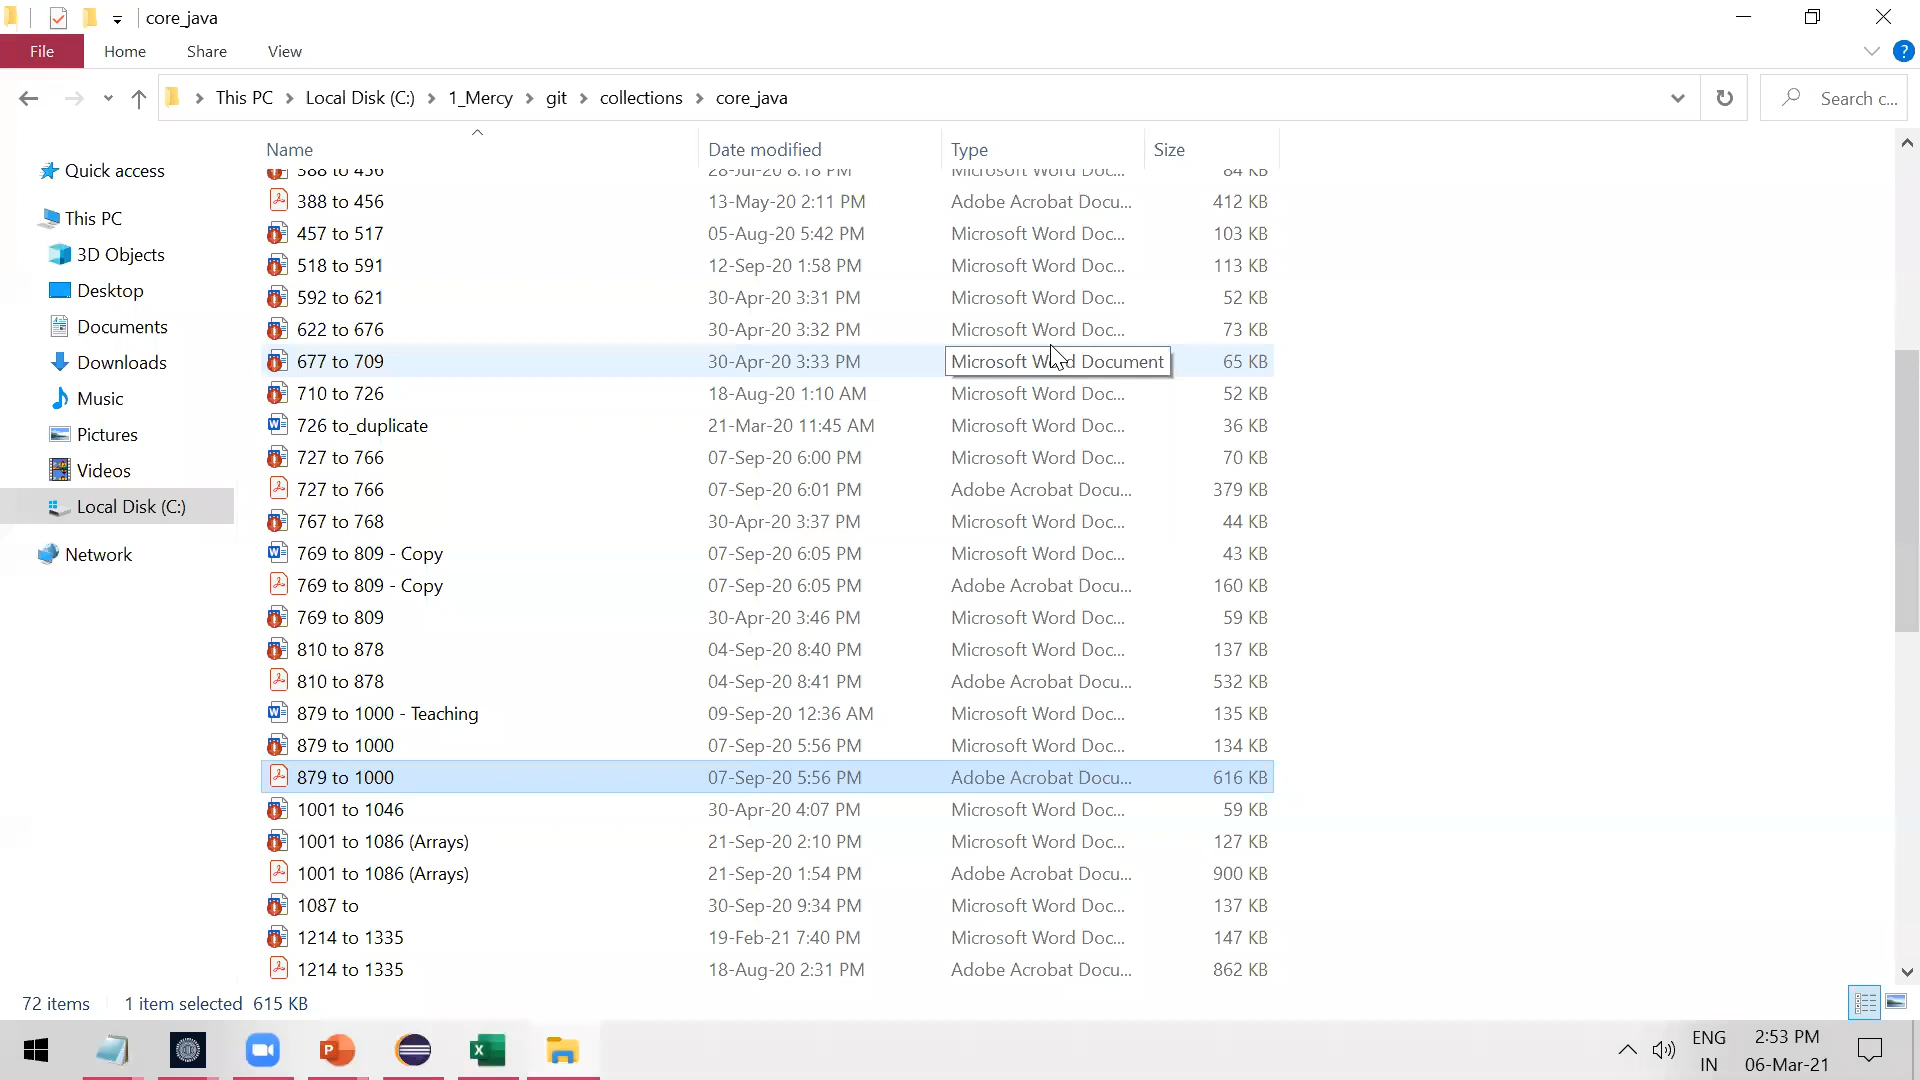 core_java
File Home Share View
This PC Local Disk (C:) 1_Mercy git collections core_java Search c...
Name Date modified Type Size
388 to 456 28-Jul-20 8:18 PM Microsoft Word Doc... 84 KB
388 to 456 13-May-20 2:11 PM Adobe Acrobat Docu... 412 KB
457 to 517 05-Aug-20 5:42 PM Microsoft Word Doc... 103 KB
518 to 591 12-Sep-20 1:58 PM Microsoft Word Doc... 113 KB
592 to 621 30-Apr-20 3:31 PM Microsoft Word Doc... 52 KB
622 to 676 30-Apr-20 3:32 PM Microsoft Word Doc... 73 KB
677 to 709 30-Apr-20 3:33 PM Microsoft Word Document 65 KB
710 to 726 18-Aug-20 1:10 AM Microsoft Word Doc... 52 KB
726 to_duplicate 21-Mar-20 11:45 AM Microsoft Word Doc... 36 KB
727 to 766 07-Sep-20 6:00 PM Microsoft Word Doc... 70 KB
727 to 766 07-Sep-20 6:01 PM Adobe Acrobat Docu... 379 KB
767 to 768 30-Apr-20 3:37 PM Microsoft Word Doc... 44 KB
769 to 809 - Copy 07-Sep-20 6:05 PM Microsoft Word Doc... 43 KB
769 to 809 - Copy 07-Sep-20 6:05 PM Adobe Acrobat Docu... 160 KB
769 to 809 30-Apr-20 3:46 PM Microsoft Word Doc... 59 KB
810 to 878 04-Sep-20 8:40 PM Microsoft Word Doc... 137 KB
810 to 878 04-Sep-20 8:41 PM Adobe Acrobat Docu... 532 KB
879 to 1000 - Teaching 09-Sep-20 12:36 AM Microsoft Word Doc... 135 KB
879 to 1000 07-Sep-20 5:56 PM Microsoft Word Doc... 134 KB
879 to 1000 07-Sep-20 5:56 PM Adobe Acrobat Docu... 616 KB
1001 to 1046 30-Apr-20 4:07 PM Microsoft Word Doc... 59 KB
1001 to 1086 (Arrays) 21-Sep-20 2:10 PM Microsoft Word Doc... 127 KB
1001 to 1086 (Arrays) 21-Sep-20 1:54 PM Adobe Acrobat Docu... 900 KB
1087 to 30-Sep-20 9:34 PM Microsoft Word Doc... 137 KB
1214 to 1335 19-Feb-21 7:40 PM Microsoft Word Doc... 147 KB
1214 to 1335 18-Aug-20 2:31 PM Adobe Acrobat Docu... 862 KB
Quick access
This PC
3D Objects
Desktop
Documents
Downloads
Music
Pictures
Videos
Local Disk (C:)
Network
72 items 1 item selected 615 KB
ENG 2:53 PM
IN 06-Mar-21